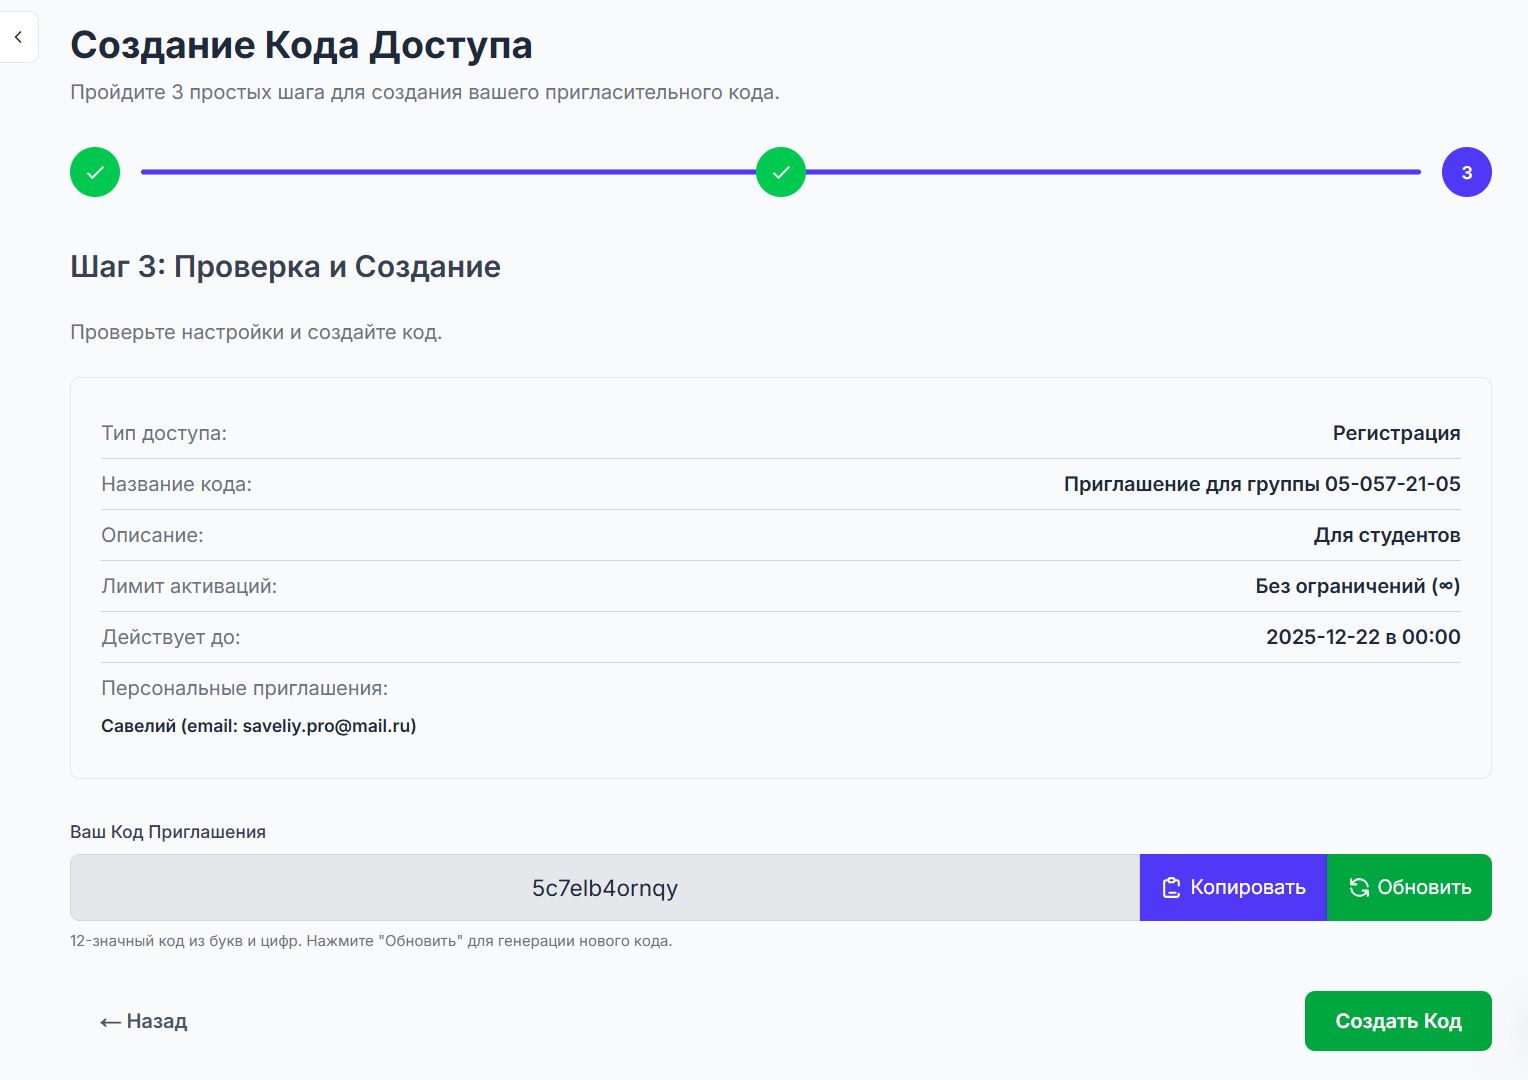 Создание Кода Доступа
Пройдите 3 простых шага для создания вашего пригласительного кода.
3
Шаг 3: Проверка и Создание
Проверьте настройки и создайте код.
Тип доступа: Регистрация
Название кода: Приглашение для группы 05-057-21-05
Описание: Для студентов
Лимит активаций: Без ограничений (∞)
Действует до: 2025-12-22 в 00:00
Персональные приглашения:
Савелий (email: saveliy.pro@mail.ru)
Ваш Код Приглашения
5c7elb4ornqy Копировать Обновить
12-значный код из букв и цифр. Нажмите "Обновить" для генерации нового кода.
← Назад Создать Код